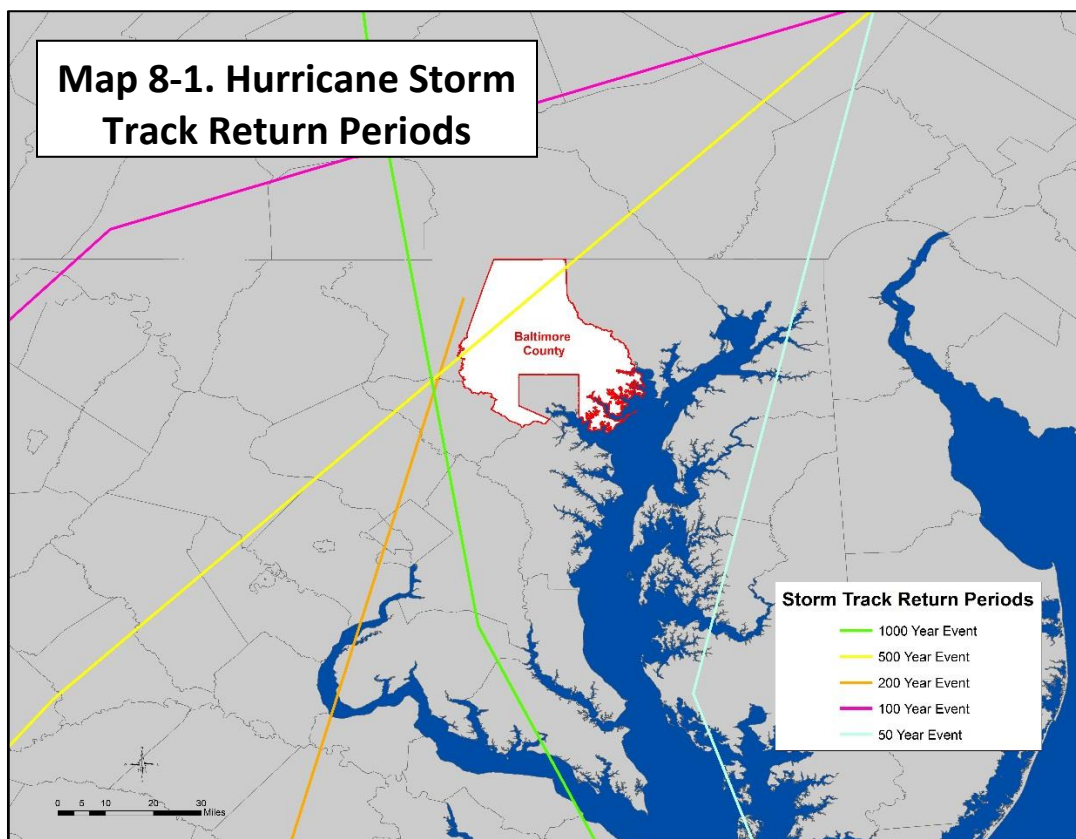 Map 8-1. Hurricane Storm
Track Return Periods
Baltimore
County
Storm Track Return Periods
1000 Year Event
500 Year Event
200 Year Event
100 Year Event
50 Year Event
0 5 10 20 30
Miles